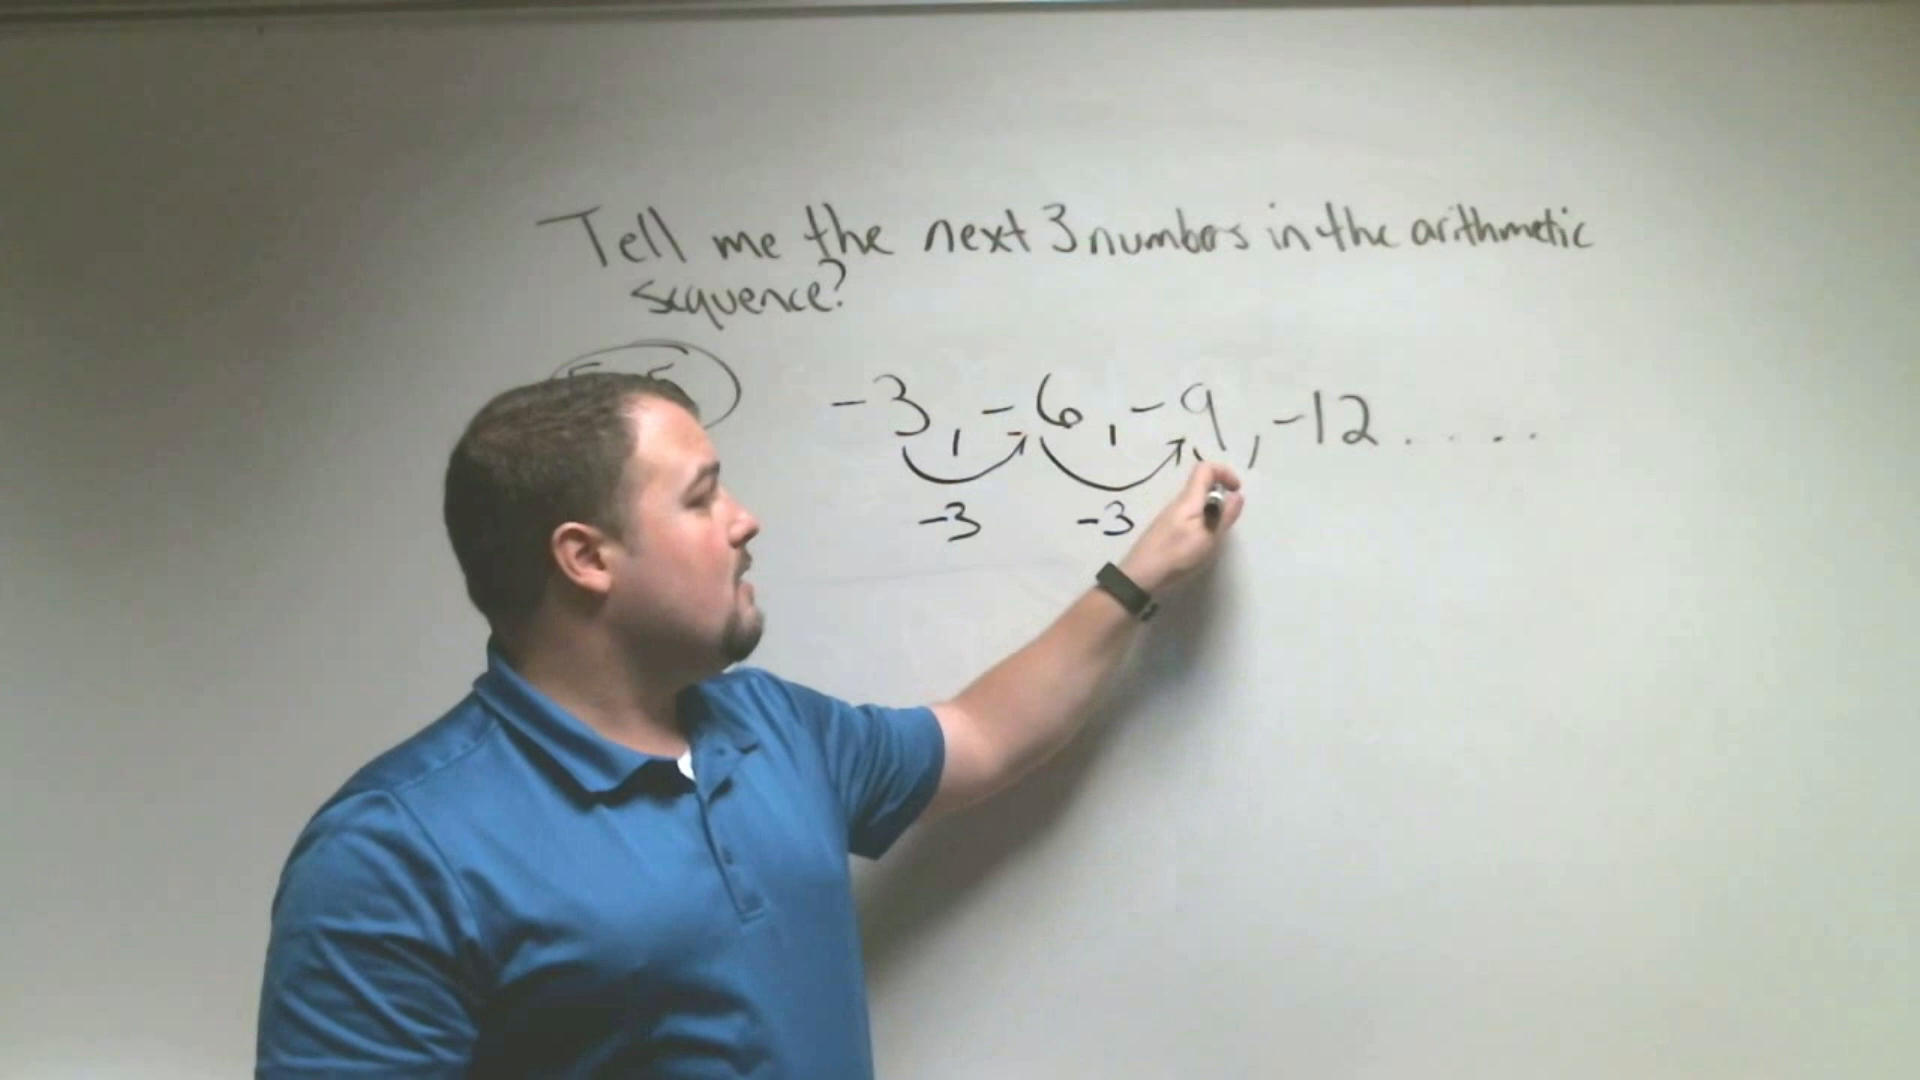 Tell me the next 3 numbers in the arithmetic
sequence?
-3, -6, -9, -12 . . . .
-3 -3